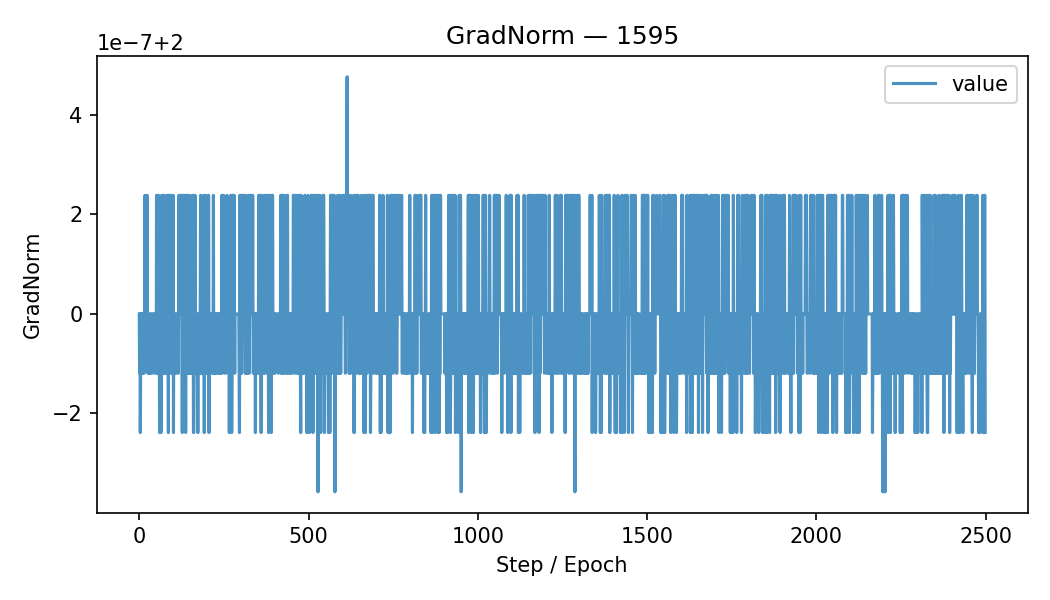 GradNorm — 1595
1e−7+2
value
GradNorm
4
2
0
−2
0
500
1000
1500
2000
2500
Step / Epoch